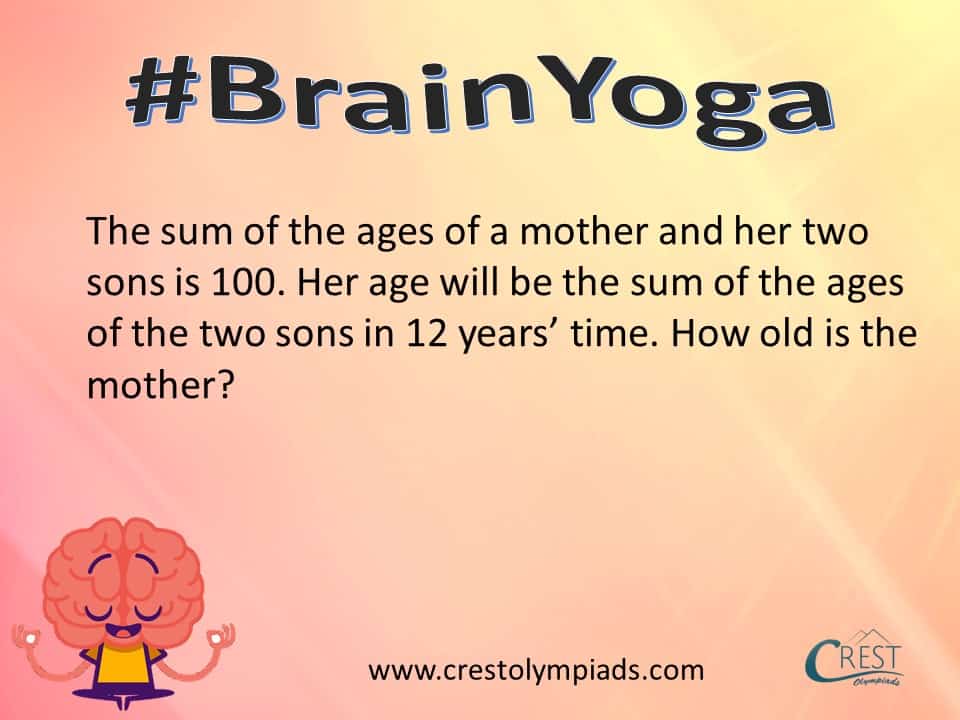 #BrainYoga
The sum of the ages of a mother and her two
sons is 100. Her age will be the sum of the ages
of the two sons in 12 years’ time. How old is the
mother?
www.crestolympiads.com
CREST
Olympiads